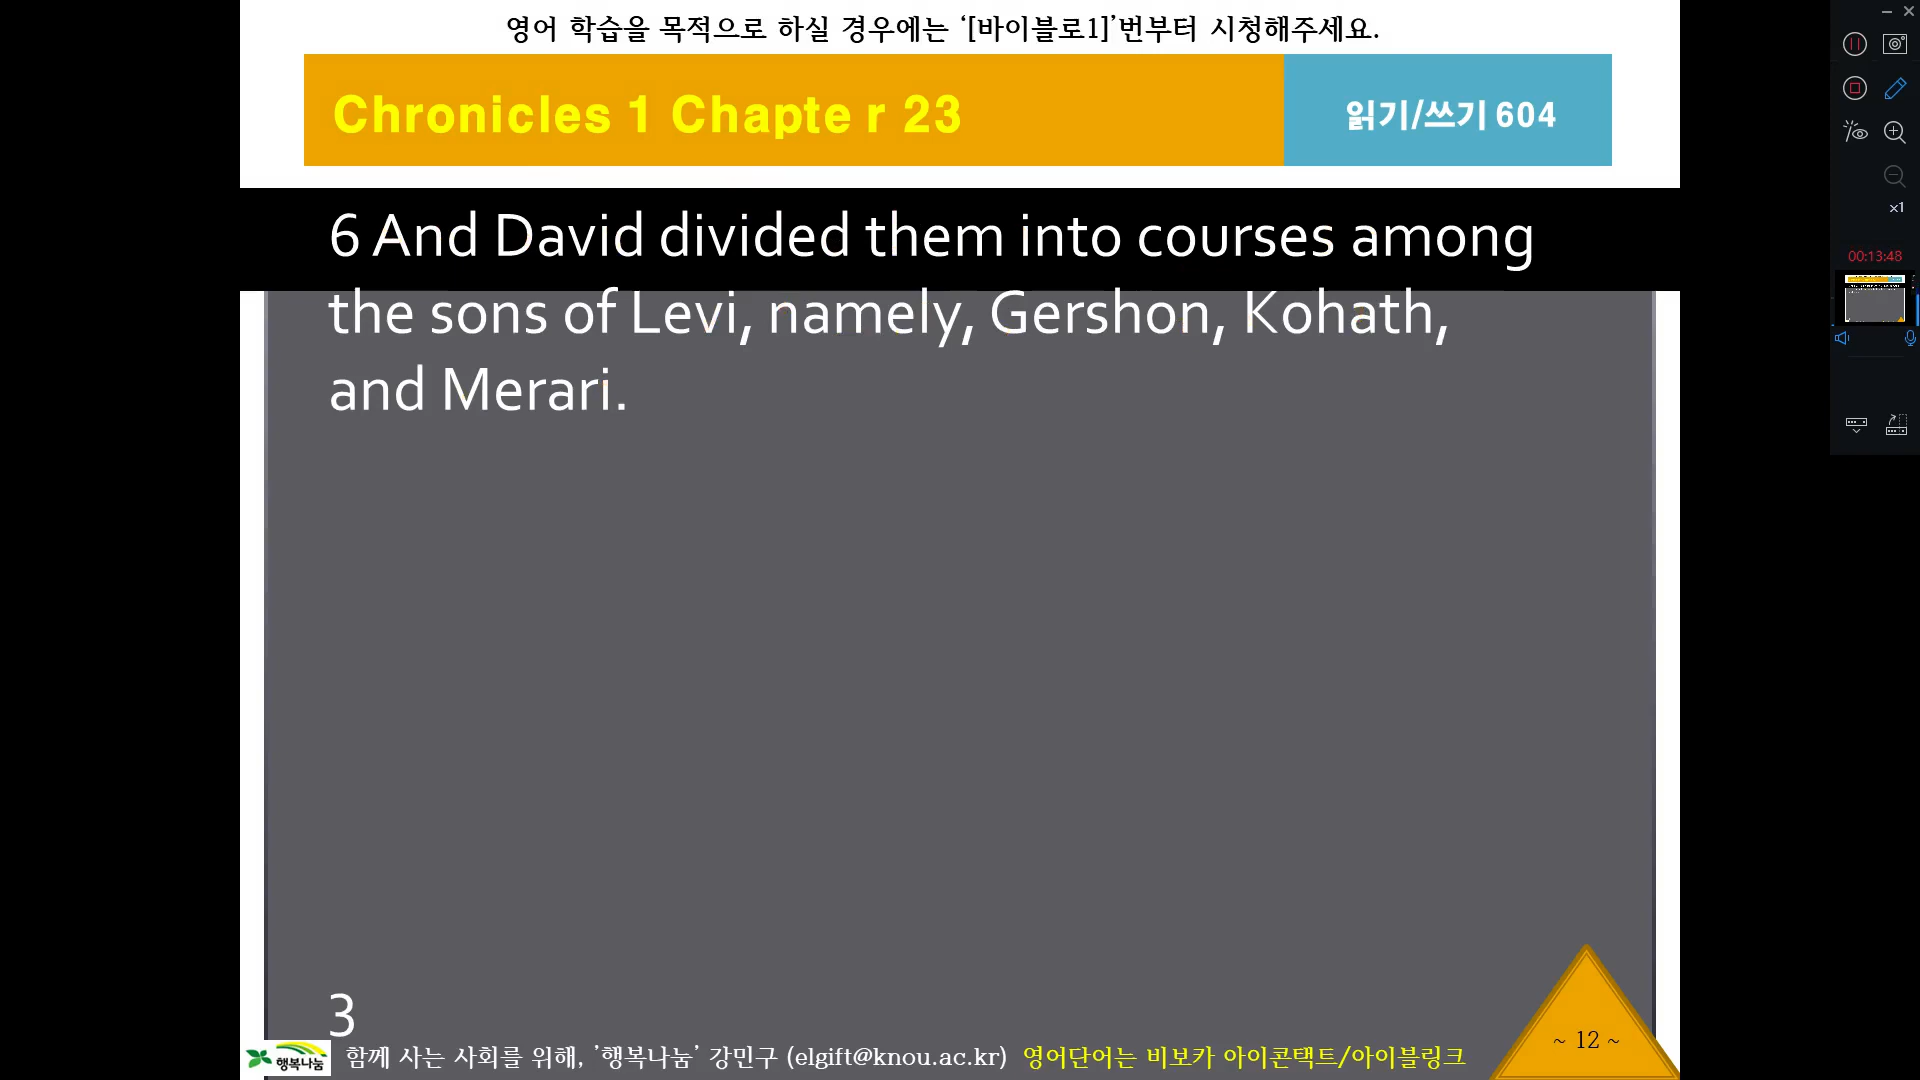 영어 학습을 목적으로 하실 경우에는 ‘[바이블로1]’번부터 시청해주세요.
Chronicles 1 Chapte r 23
읽기/쓰기 604
x1
00:13:48
6 And David divided them into courses among
the sons of Levi, namely, Gershon, Kohath,
and Merari.
3
~ 12 ~
행복나눔
함께 사는 사회를 위해, ’행복나눔’ 강민구 (elgift@knou.ac.kr) 영어단어는 비보카 아이콘택트/아이블링크